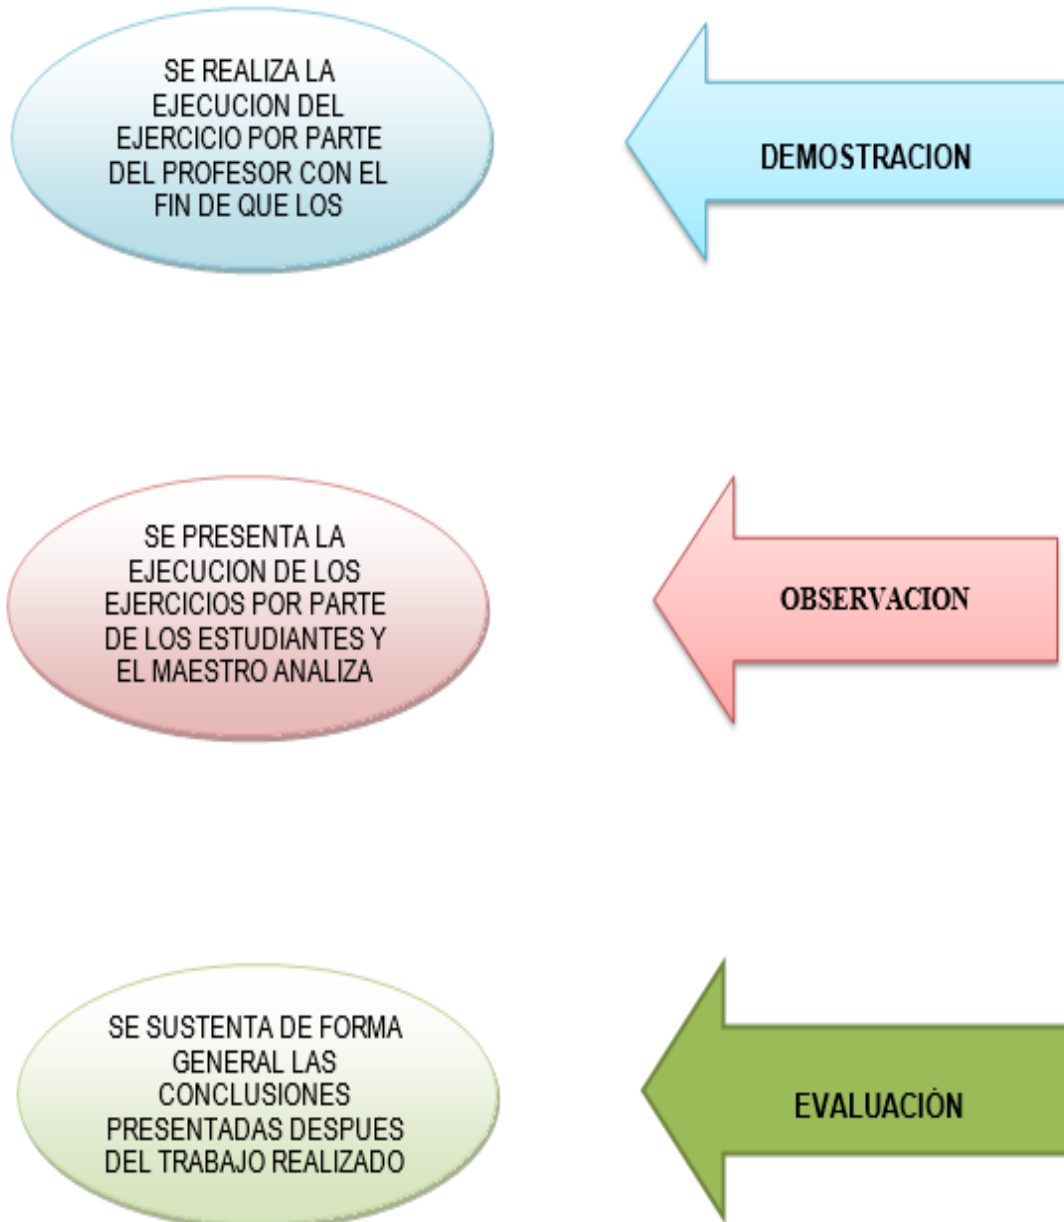 SE REALIZA LA
EJECUCION DEL
EJERCICIO POR PARTE
DEL PROFESOR CON EL
FIN DE QUE LOS
DEMOSTRACION
SE PRESENTA LA
EJECUCION DE LOS
EJERCICIOS POR PARTE
DE LOS ESTUDIANTES Y
EL MAESTRO ANALIZA
OBSERVACION
SE SUSTENTA DE FORMA
GENERAL LAS
CONCLUSIONES
PRESENTADAS DESPUES
DEL TRABAJO REALIZADO
EVALUACIÓN